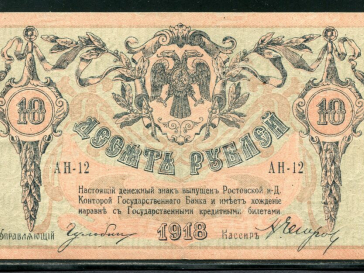 10 10
ДЕСЯТЬ РУБЛЕЙ
АН-12 АН-12
Настоящій денежный знакъ выпущенъ Ростовской н-Д.
Конторой Государственнаго Банка и имѣетъ хожденіе
наравнѣ съ Государственными кредитными билетами
УПРАВЛЯЮЩІЙ 1918 Кассиръ